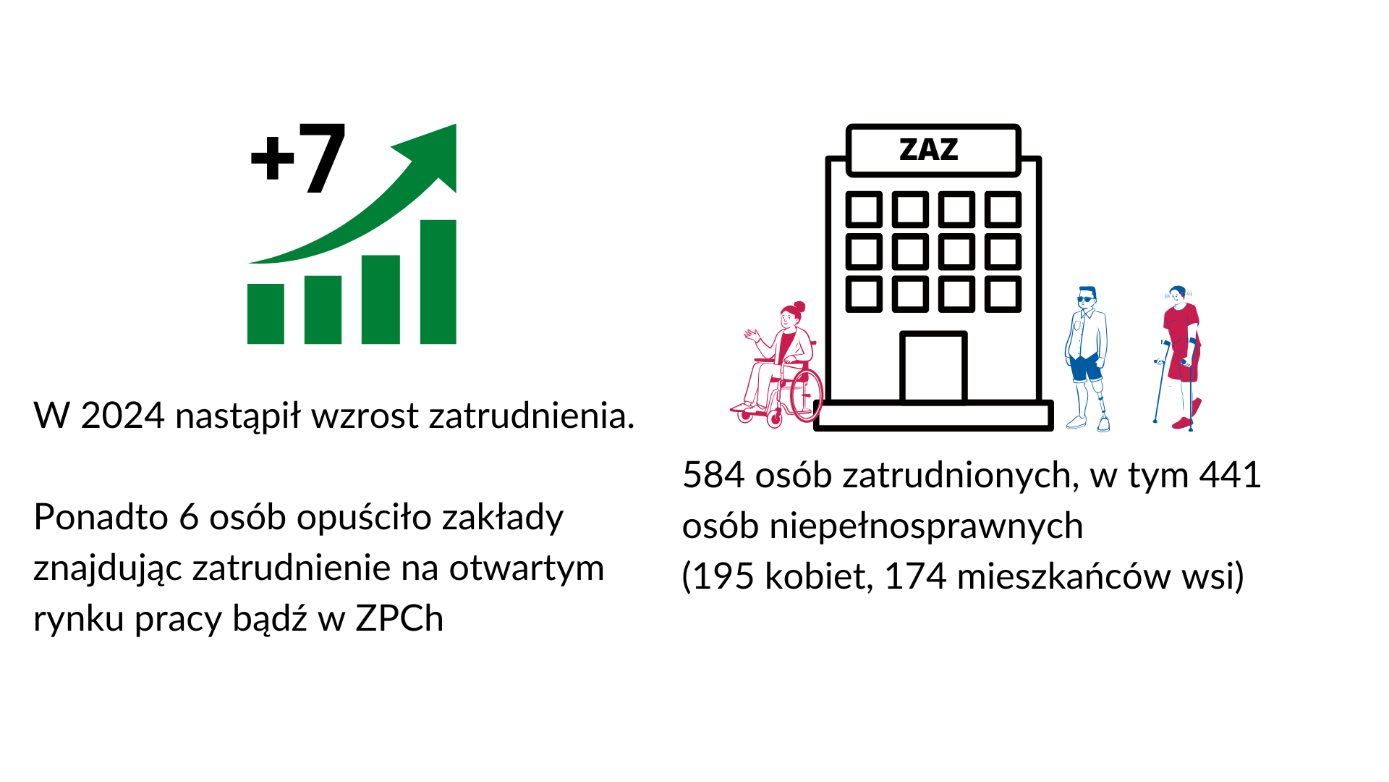 +7
W 2024 nastąpił wzrost zatrudnienia.
Ponadto 6 osób opuściło zakłady
znajdując zatrudnienie na otwartym
rynku pracy bądź w ZPCh
ZAZ
584 osób zatrudnionych, w tym 441
osób niepełnosprawnych
(195 kobiet, 174 mieszkańców wsi)